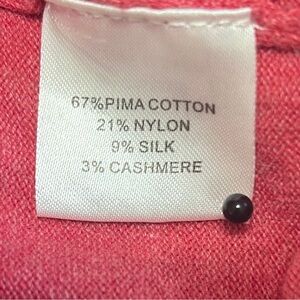 67%PIMA COTTON
21% NYLON
9% SILK
3% CASHMERE